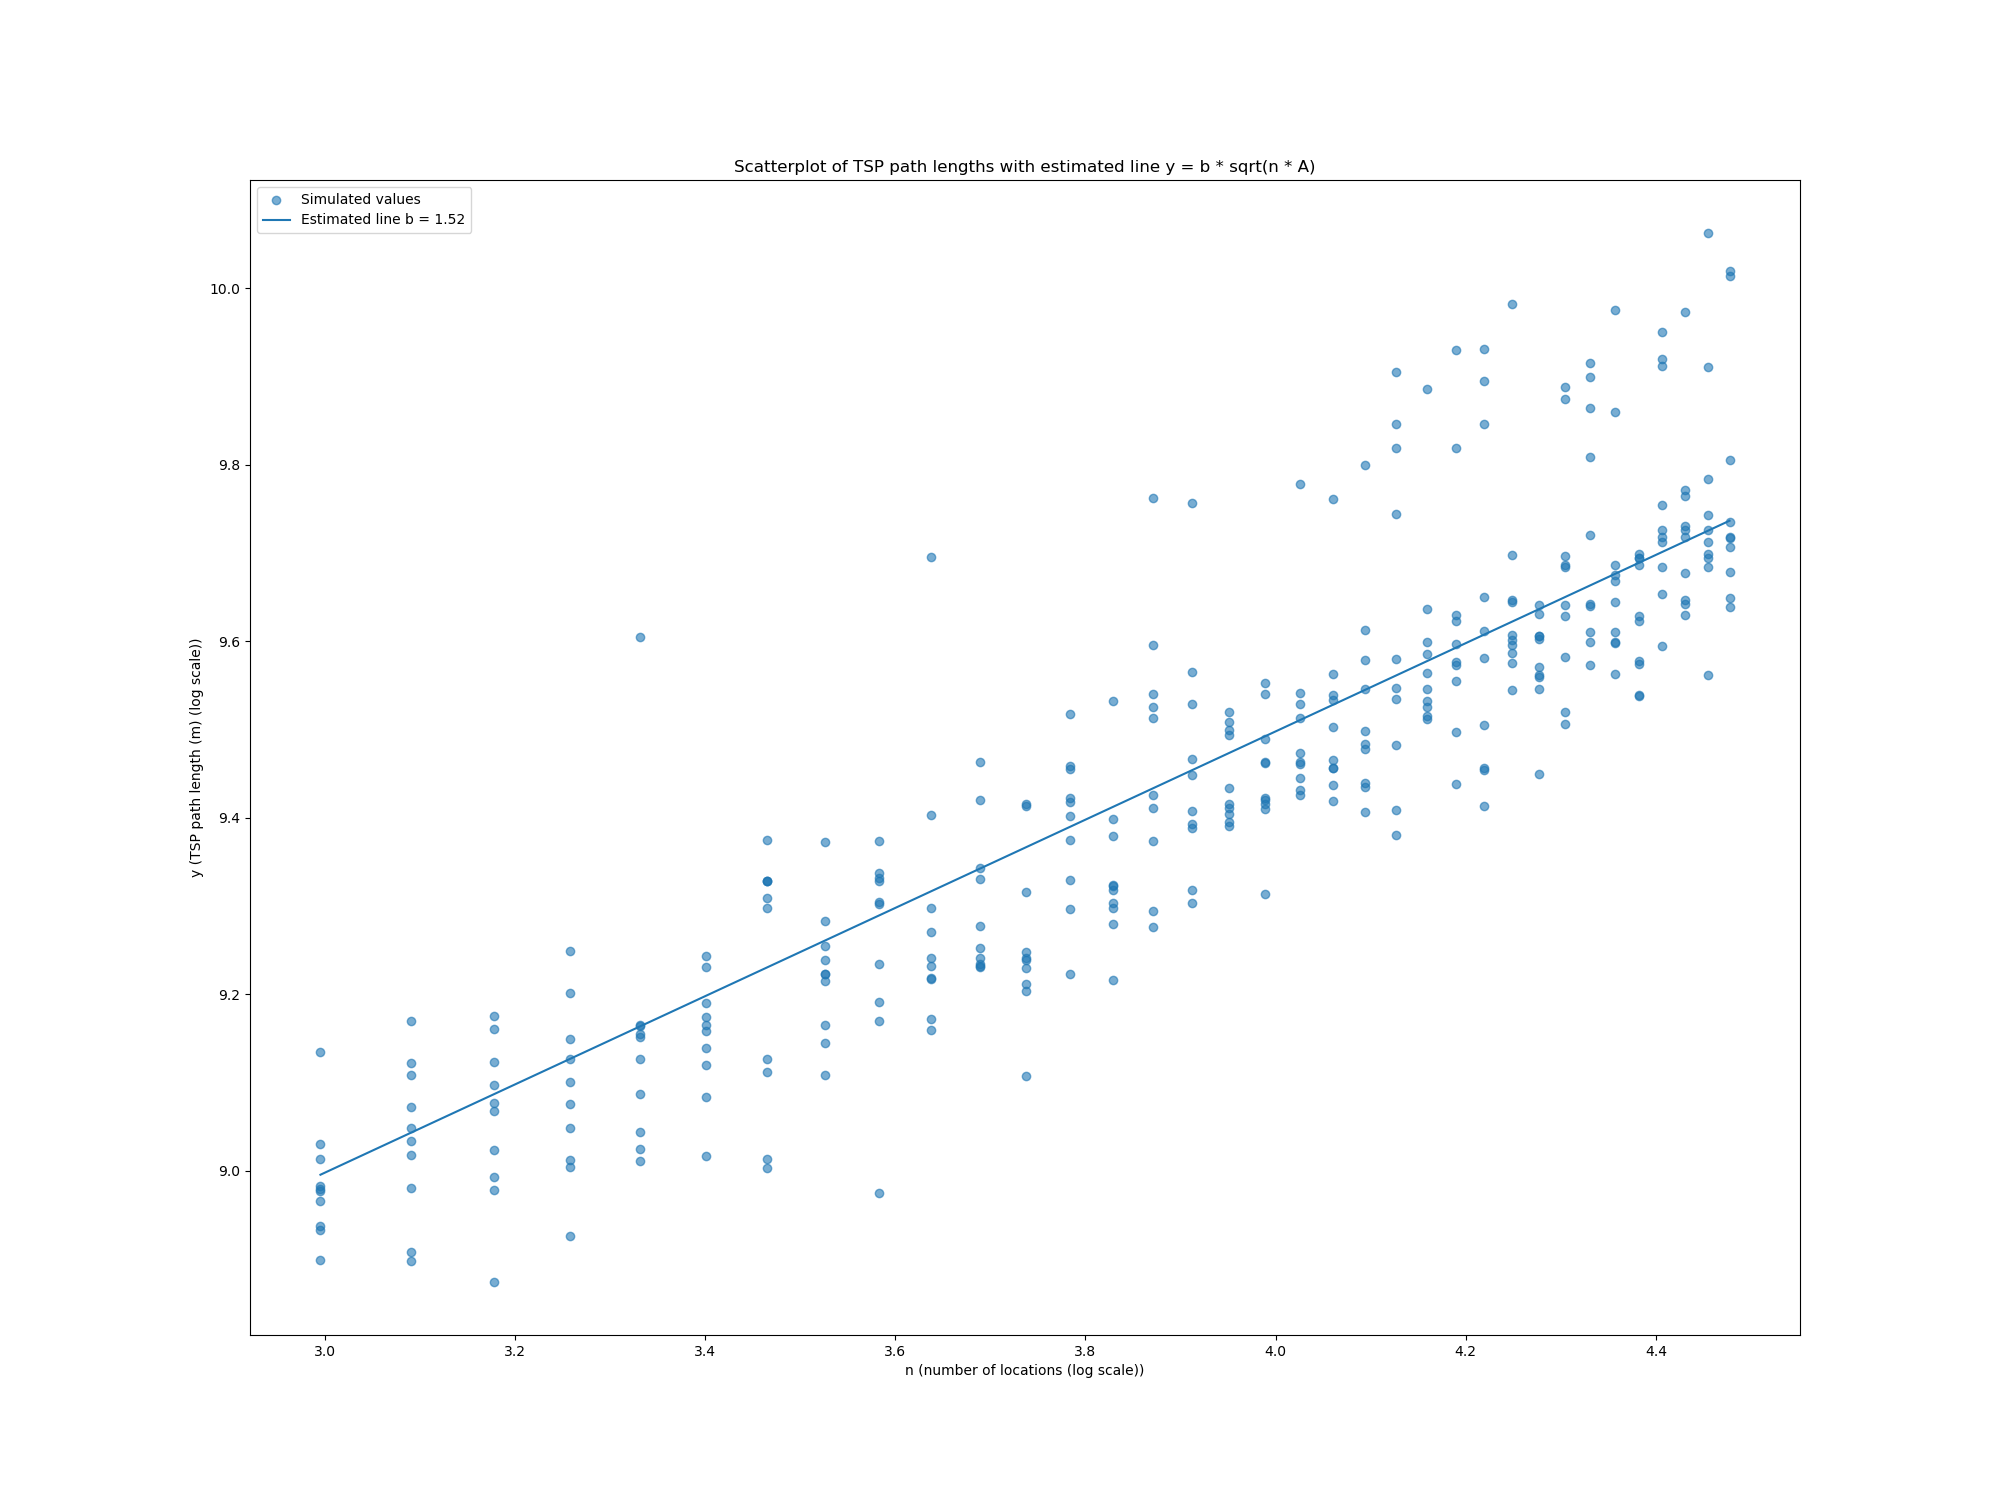 Scatterplot of TSP path lengths with estimated line y = b * sqrt(n * A)
Simulated values
Estimated line b = 1.52
10.0
9.8
9.6
9.4
9.2
9.0
y (TSP path length (m) (log scale))
3.0 3.2 3.4 3.6 3.8 4.0 4.2 4.4
n (number of locations (log scale))